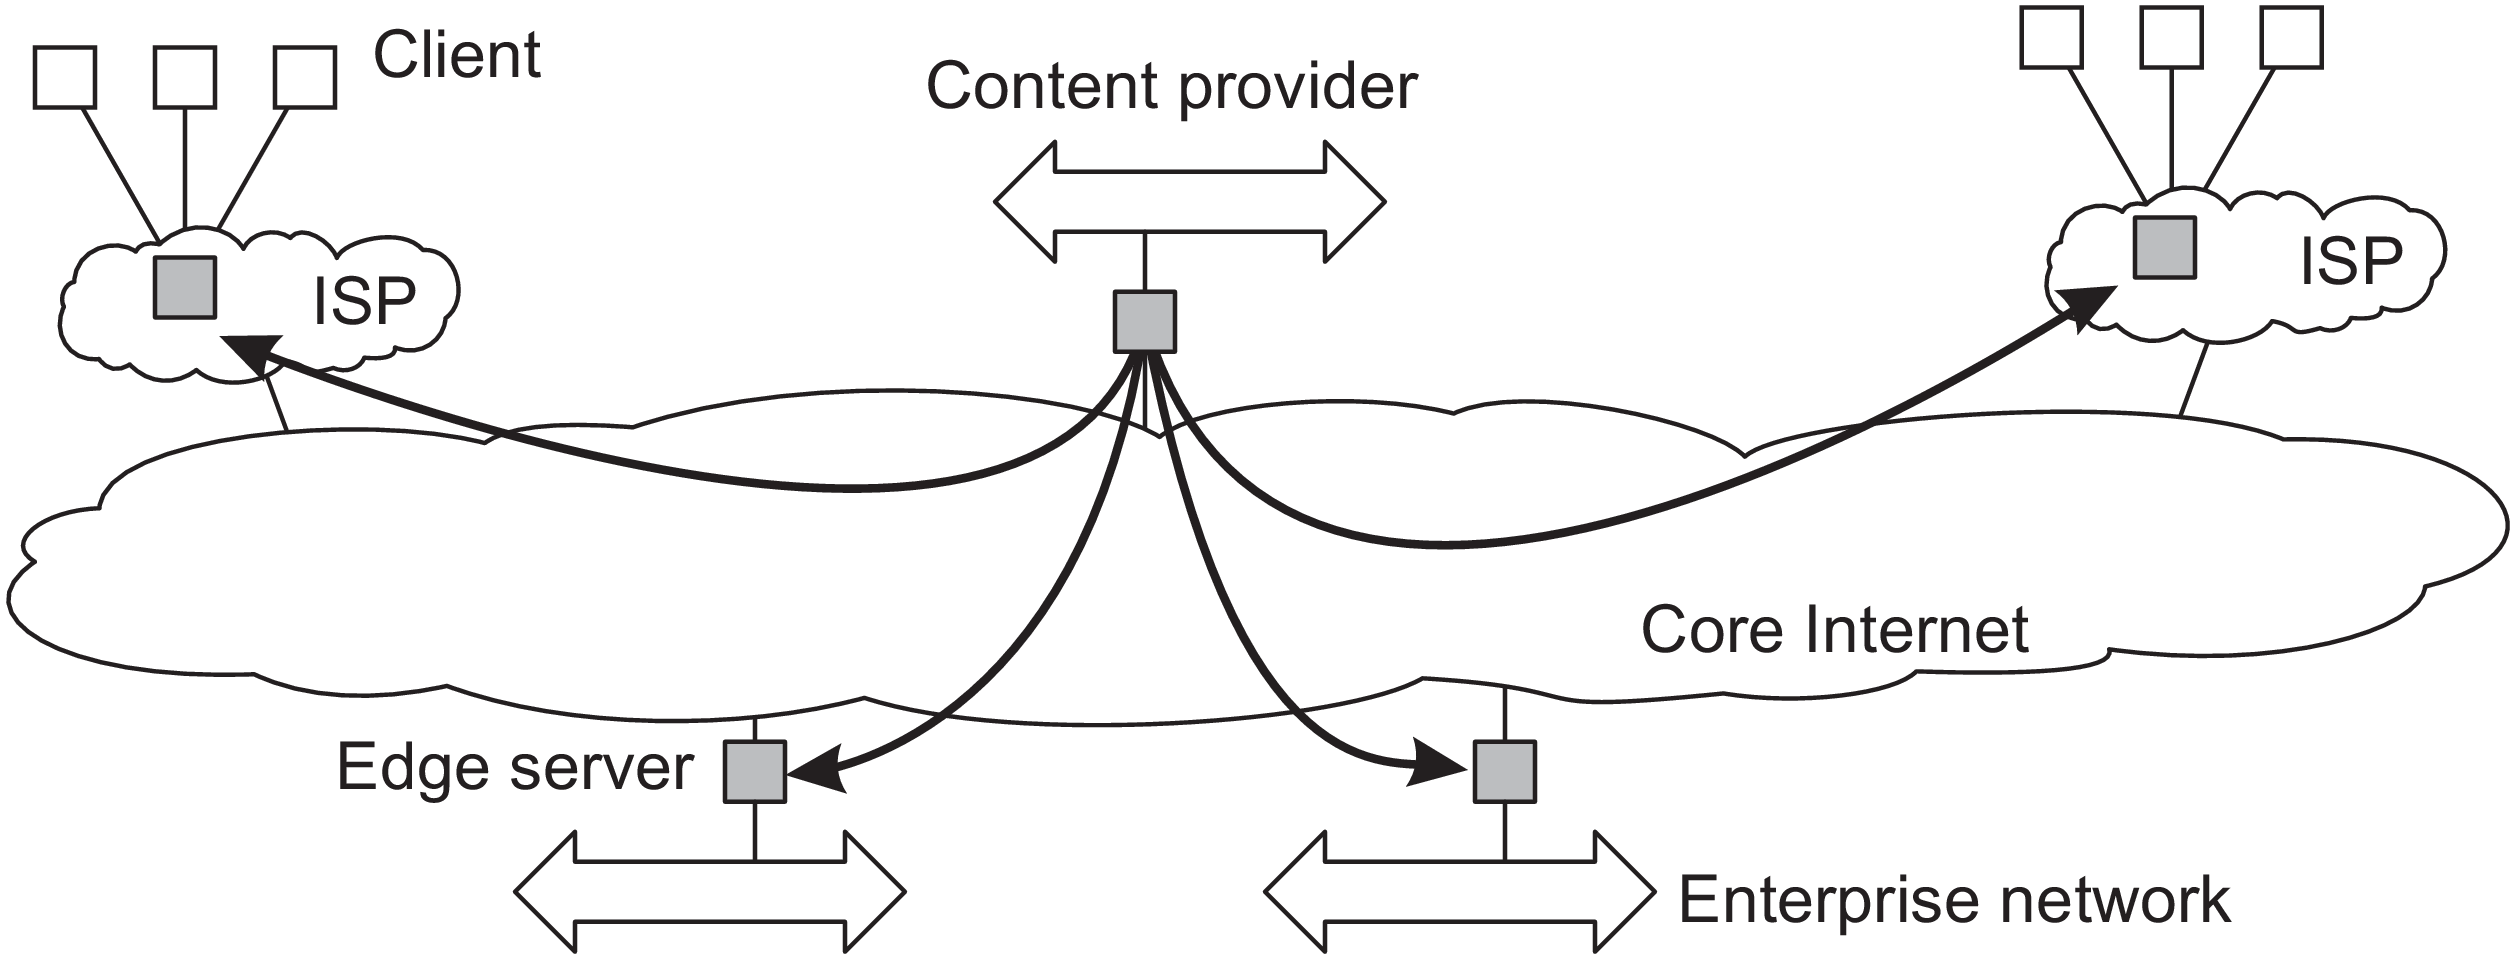 Client
Content provider
ISP
ISP
Core Internet
Edge server
Enterprise network